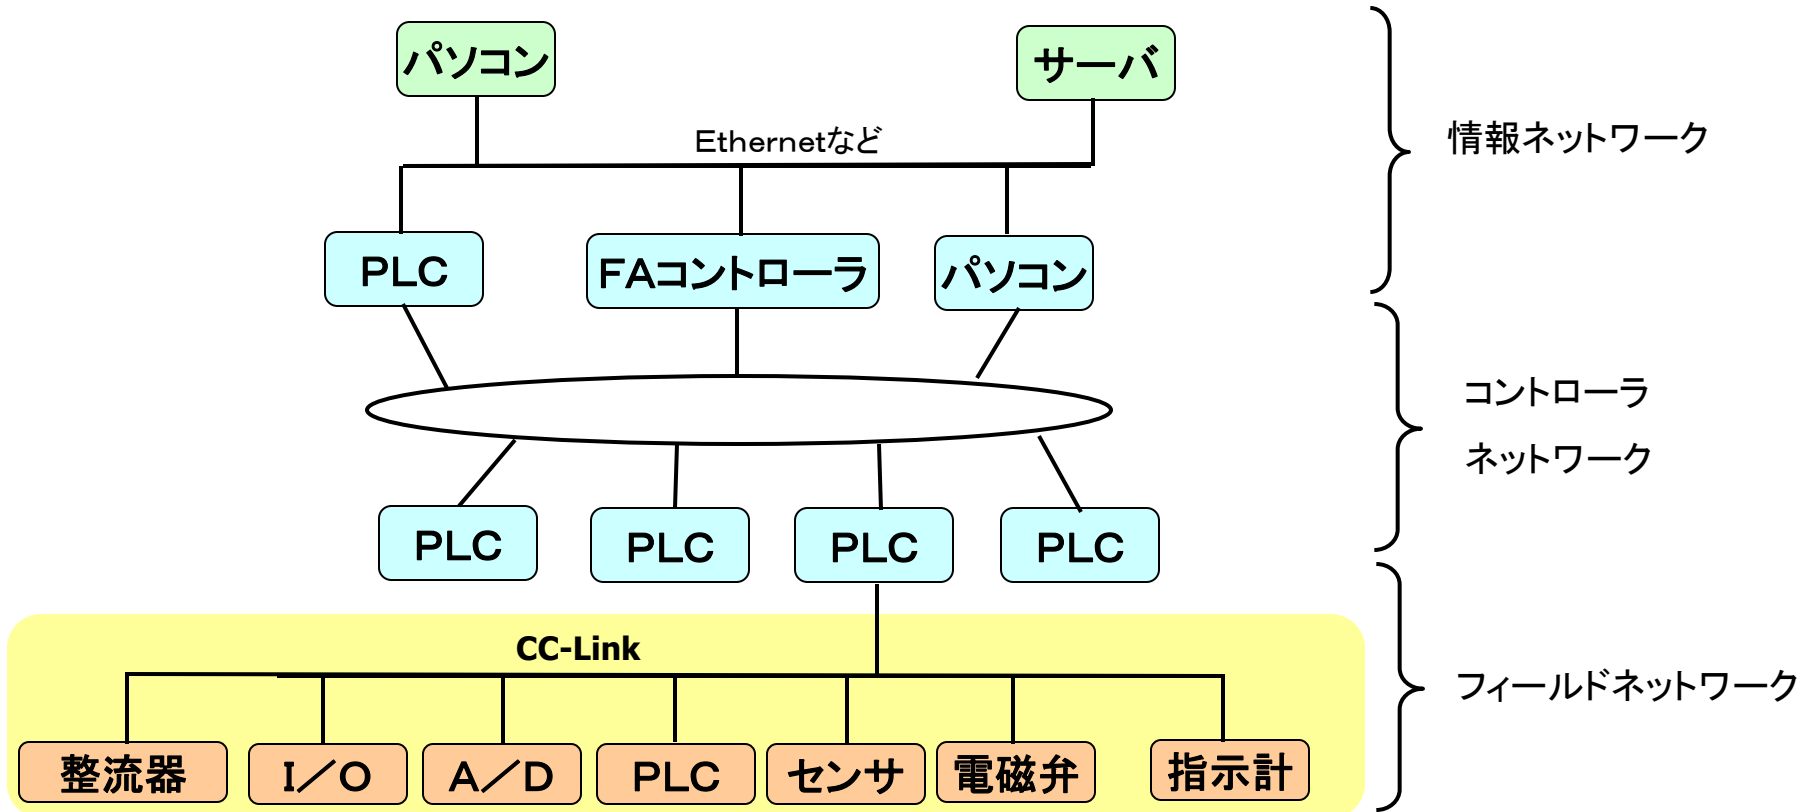 パソコン
サーバ
Ethernetなど
情報ネットワーク
PLC
FAコントローラ
パソコン
コントローラ
ネットワーク
PLC
PLC
PLC
PLC
CC-Link
フィールドネットワーク
整流器
I／O
A／D
PLC
センサ
電磁弁
指示計